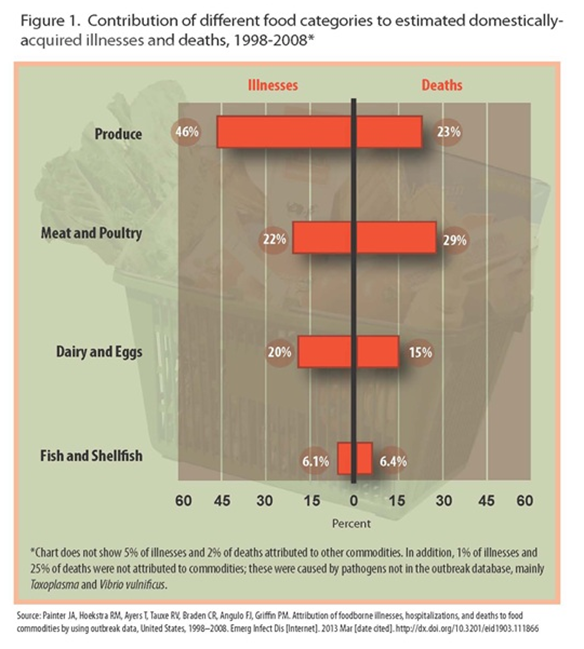 Figure 1.  Contribution of different food categories to estimated domestically-
acquired illnesses and deaths, 1998-2008*
Illnesses Deaths
Produce 46% 23%
Meat and Poultry 22% 29%
Dairy and Eggs 20% 15%
Fish and Shellfish 6.1% 6.4%
60 45 30 15 0 15 30 45 60
Percent
*Chart does not show 5% of illnesses and 2% of deaths attributed to other commodities. In addition, 1% of illnesses and
25% of deaths were not attributed to commodities; these were caused by pathogens not in the outbreak database, mainly
Toxoplasma and Vibrio vulnificus.
Source: Painter JA, Hoekstra RM, Ayers T, Tauxe RV, Braden CR, Angulo FJ, Griffin PM. Attribution of foodborne illnesses, hospitalizations, and deaths to food
commodities by using outbreak data, United States, 1998–2008. Emerg Infect Dis [Internet]. 2013 Mar [date cited]. http://dx.doi.org/10.3201/eid1903.111866